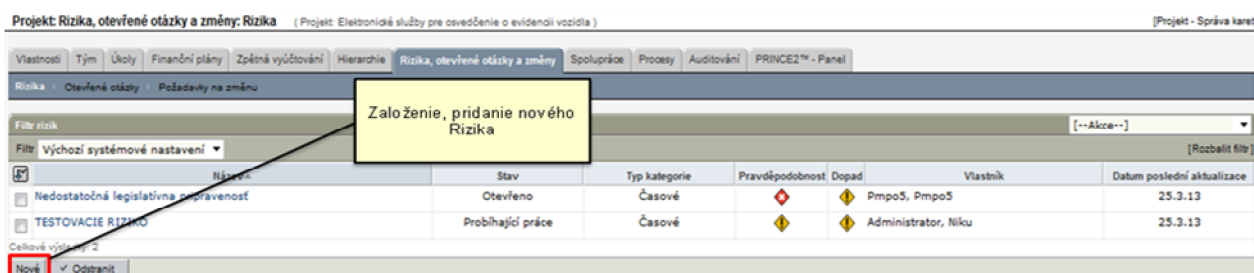 Projekt: Rizika, otevřené otázky a změny: Rizika ( Projekt: Elektronické služby pre osvedčenie o evidencii vozidla ) [Projekt - Správa karet
Vlastnosti Tým Úkoly Finanční plány Zpětná vyúčtování Hierarchie Rizika, otevřené otázky a změny Spolupráce Procesy Auditování PRINCE2™ - Panel
Rizika Otevřené otázky Požadavky na změnu
Založenie, pridanie nového
Rizika
Filtr rizik [--Akce--]
Filtr Výchozí systémové nastavení [Rozbalit filtr]
Název Stav Typ kategorie Pravděpodobnost Dopad Vlastník Datum poslední aktualizace
Nedostatočná legislatívna pripravenosť Otevřeno Časové Pmpo5, Pmpo5 25.3.13
TESTOVACIE RIZIKO Probíhající práce Časové Administrator, Niku 25.3.13
Celkové výsledky: 2
Nové Odstranit